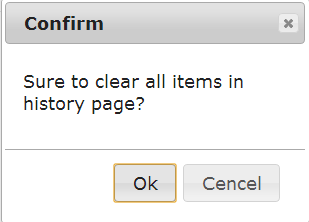 Confirm
Sure to clear all items in
history page?
Ok
Cencel